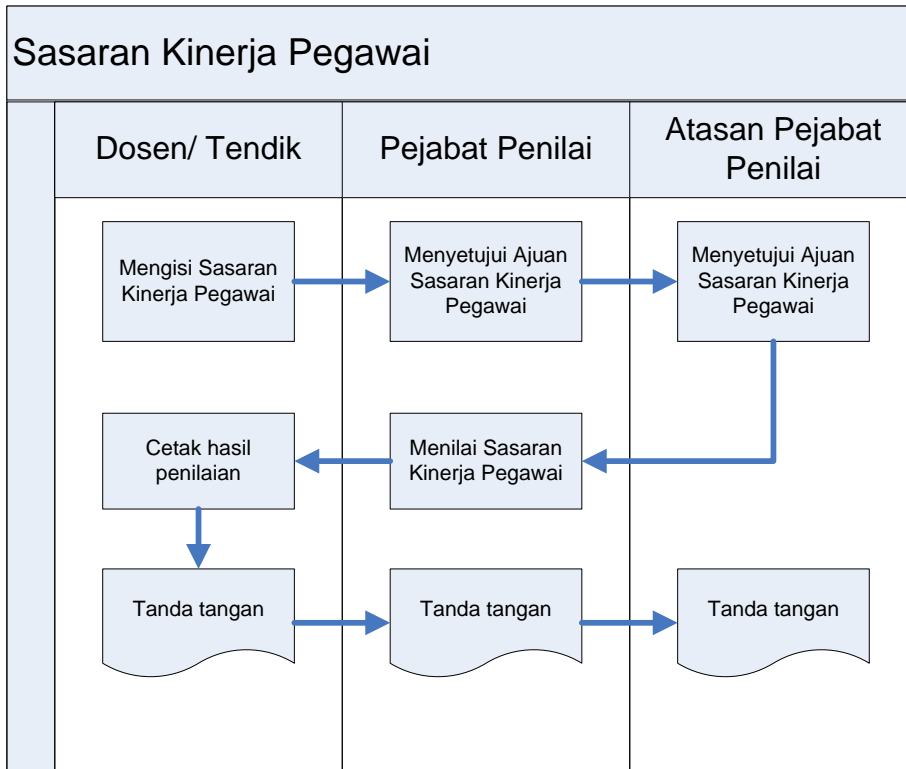 Sasaran Kinerja Pegawai
Dosen/ Tendik
Pejabat Penilai
Atasan Pejabat
Penilai
Mengisi Sasaran
Kinerja Pegawai
Menyetujui Ajuan
Sasaran Kinerja
Pegawai
Menyetujui Ajuan
Sasaran Kinerja
Pegawai
Cetak hasil
penilaian
Menilai Sasaran
Kinerja Pegawai
Tanda tangan
Tanda tangan
Tanda tangan